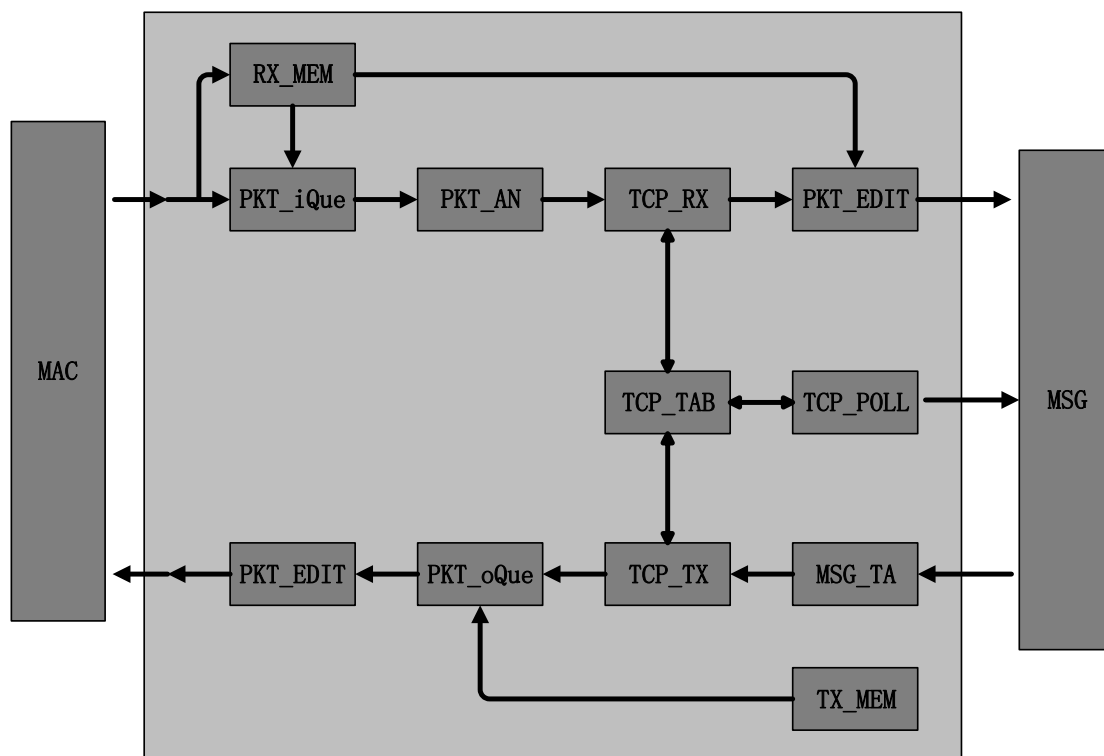 RX_MEM
PKT_iQue
PKT_AN
TCP_RX
PKT_EDIT
MAC
TCP_TAB
TCP_POLL
MSG
PKT_EDIT
PKT_oQue
TCP_TX
MSG_TA
TX_MEM